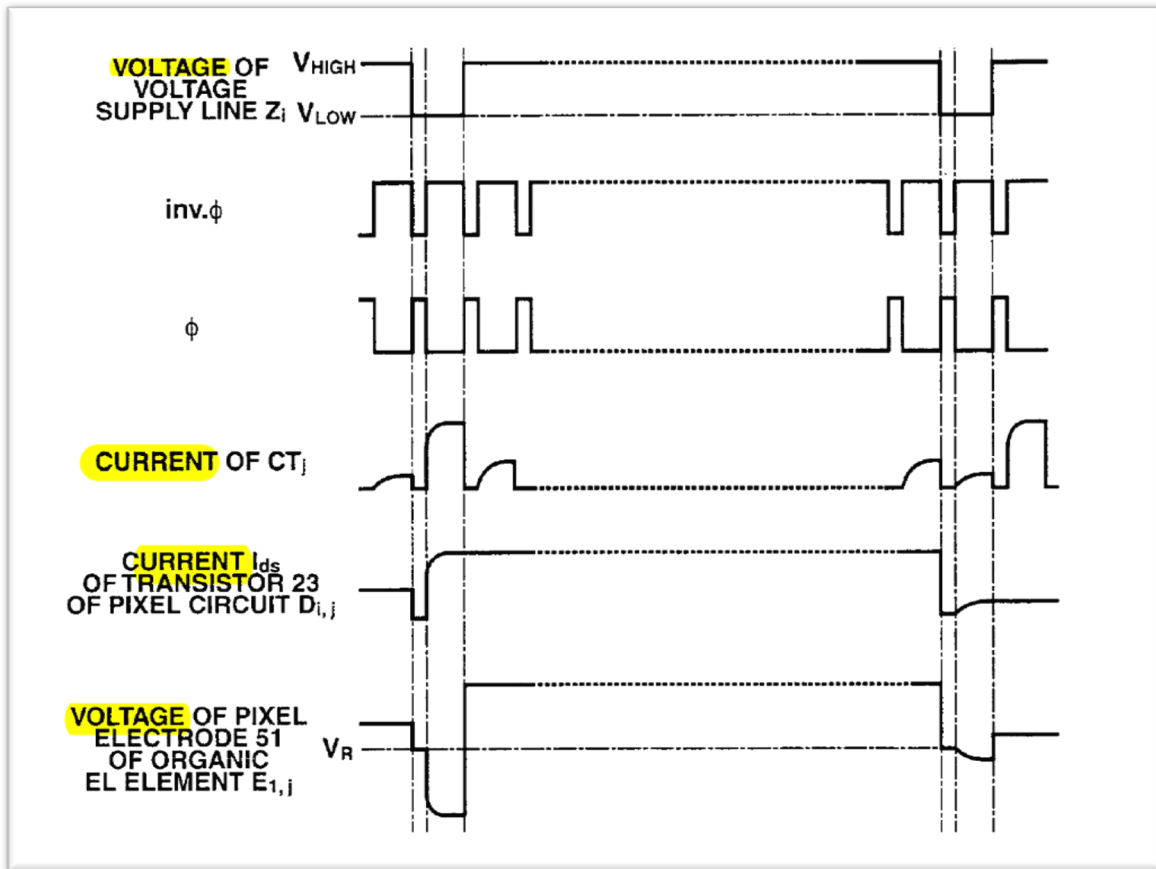 VOLTAGE OF
VOLTAGE
SUPPLY LINE Zi
VHIGH
VLOW
inv.ϕ
ϕ
CURRENT OF CTj
CURRENT Ids
OF TRANSISTOR 23
OF PIXEL CIRCUIT Di, j
VOLTAGE OF PIXEL
ELECTRODE 51
OF ORGANIC
EL ELEMENT E1, j
VR